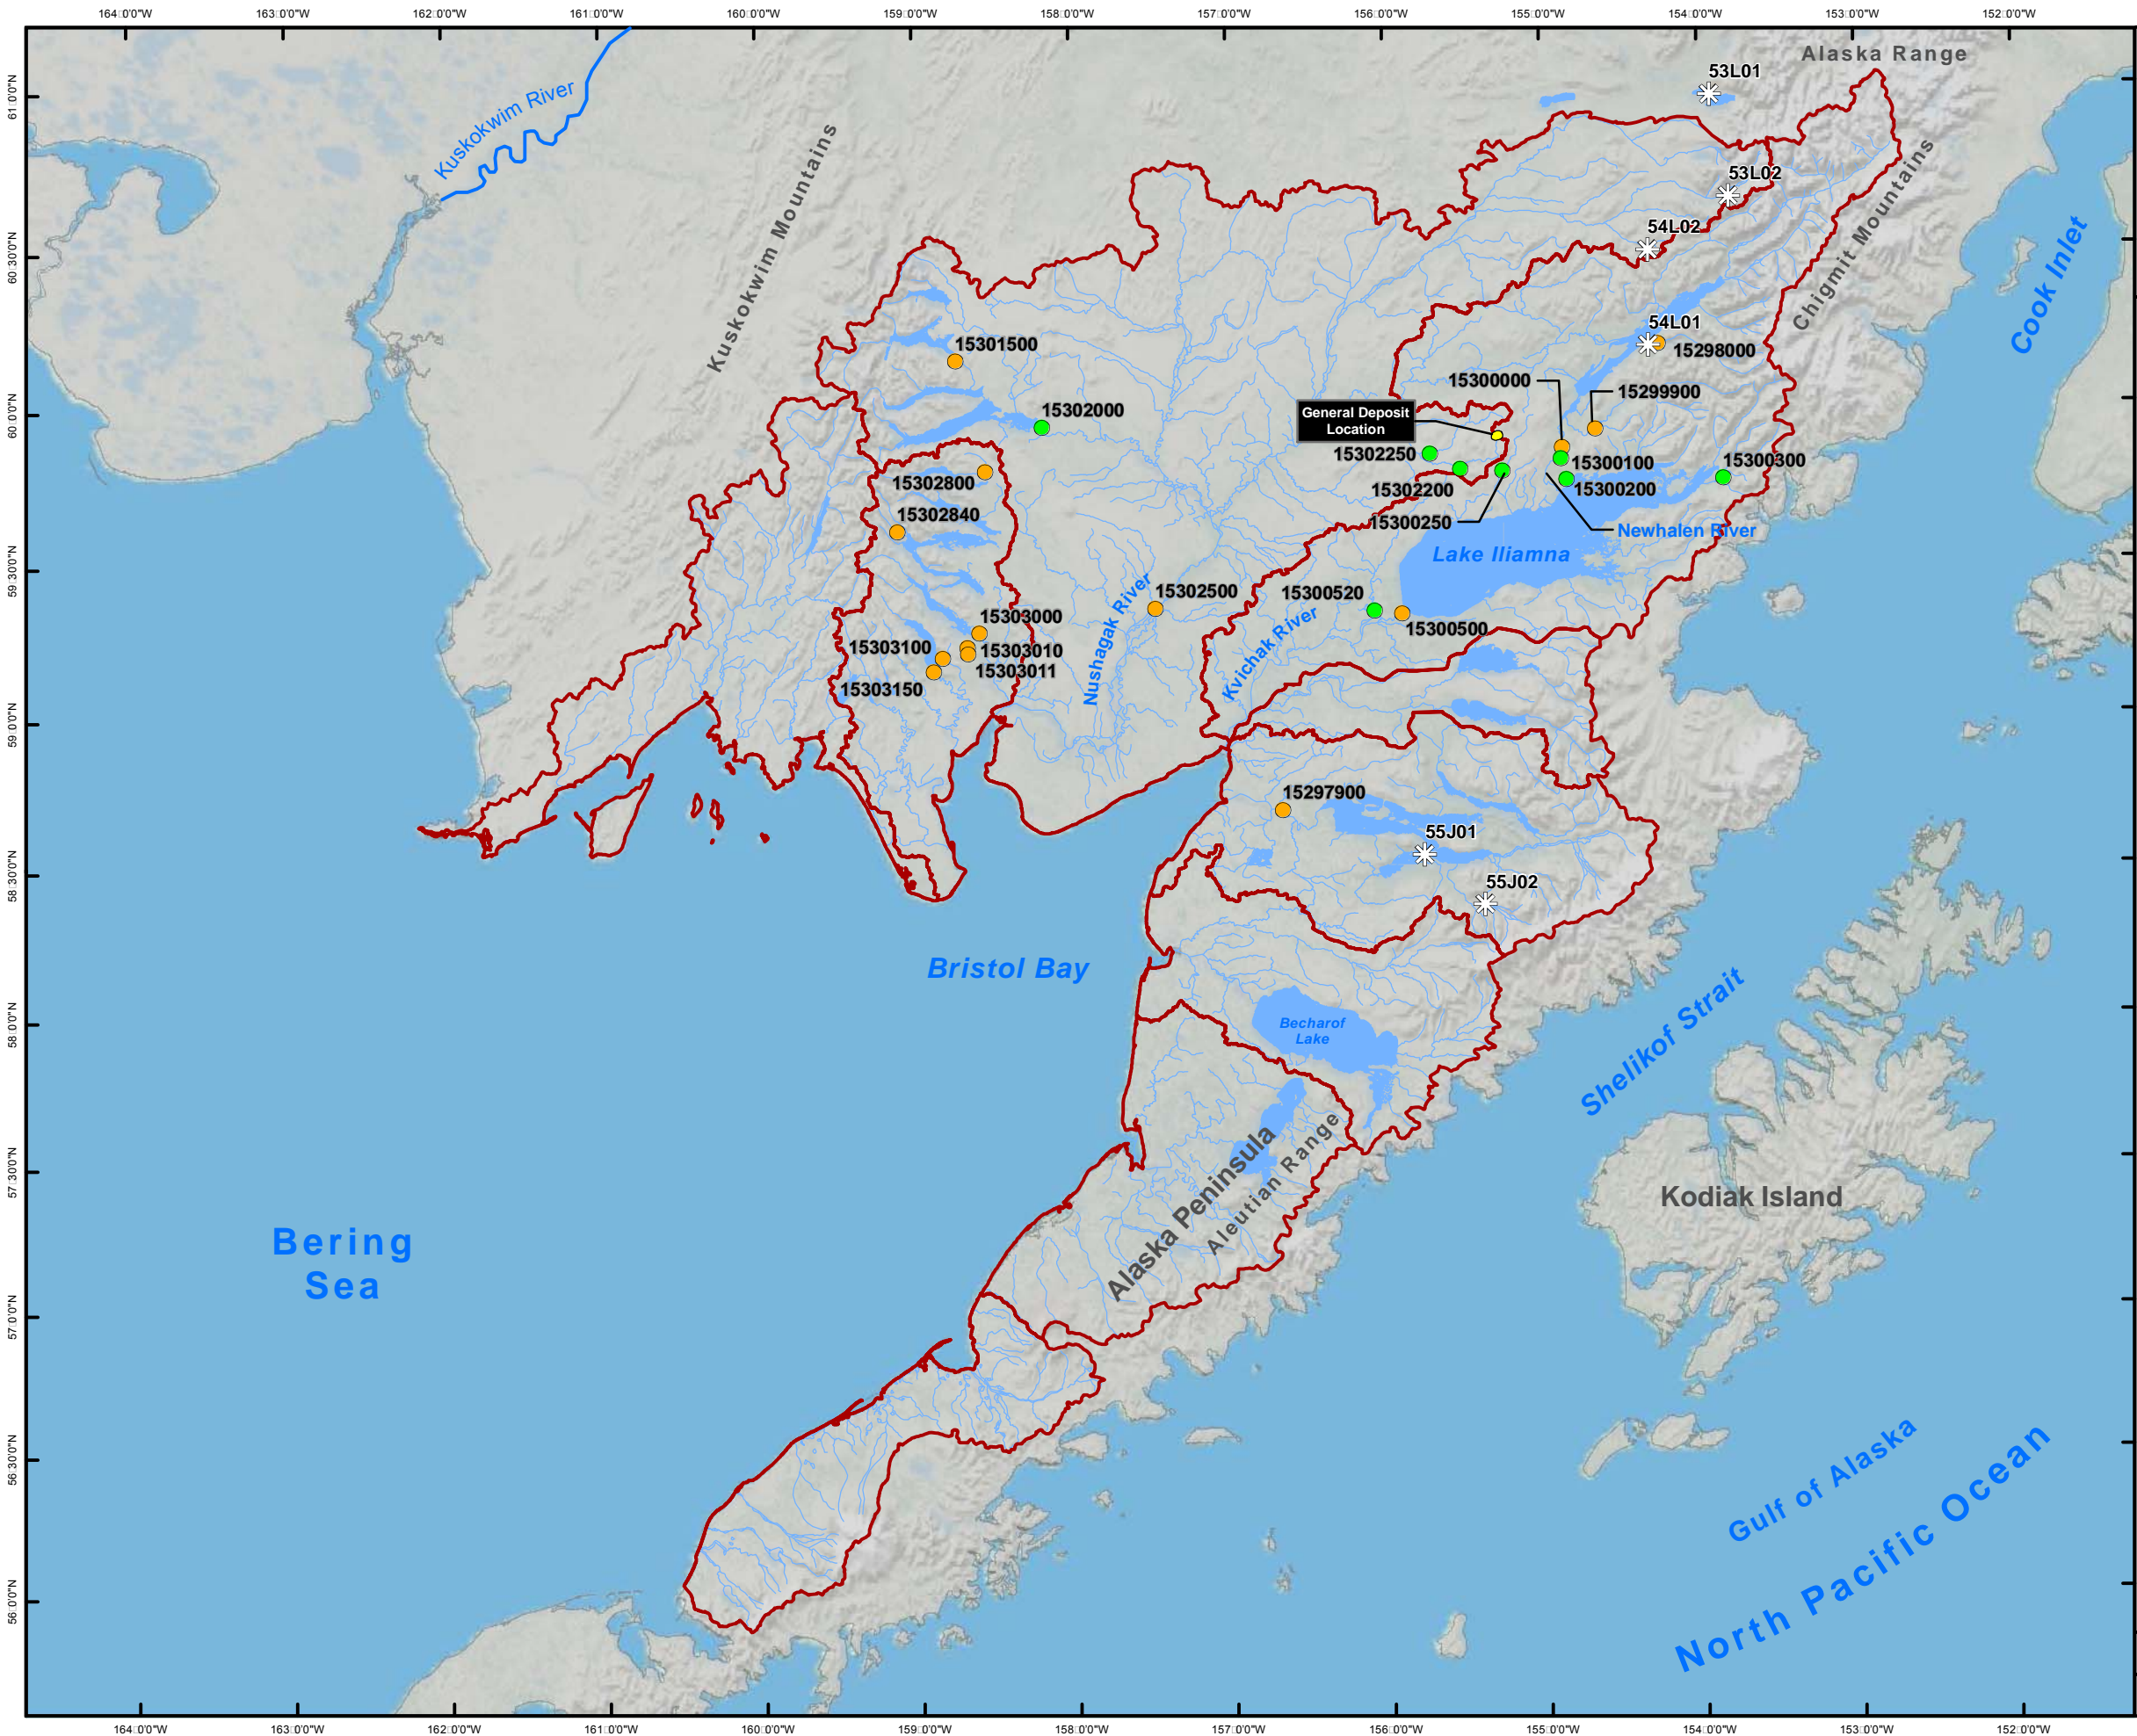 164°0'0"W 163°0'0"W 162°0'0"W 161°0'0"W 160°0'0"W 159°0'0"W 158°0'0"W 157°0'0"W 156°0'0"W 155°0'0"W 154°0'0"W 153°0'0"W 152°0'0"W
Alaska Range
53L01
61°0'0"N
Kuskokwim River
Kuskokwim Mountains
53L02
Chigmit Mountains
54L02
60°30'0"N
Cook Inlet
54L01
15301500
15298000
15300000
15299900
15302000
60°0'0"N
General Deposit
Location
15302250
15300100
15300300
15302800
15302200
15300200
15302840
15300250
Newhalen River
Lake Iliamna
59°30'0"N
15302500
15300520
Nushagak River
15303000
15300500
15303100
15303010
Kvichak River
15303011
15303150
59°0'0"N
15297900
55J01
58°30'0"N
55J02
Bristol Bay
Shelikof Strait
58°0'0"N
Becharof
Lake
57°30'0"N
Alaska Peninsula
Aleutian Range
Kodiak Island
Bering
Sea
57°0'0"N
56°30'0"N
Gulf of Alaska
North Pacific Ocean
56°0'0"N
164°0'0"W 163°0'0"W 162°0'0"W 161°0'0"W 160°0'0"W 159°0'0"W 158°0'0"W 157°0'0"W 156°0'0"W 155°0'0"W 154°0'0"W 153°0'0"W 152°0'0"W